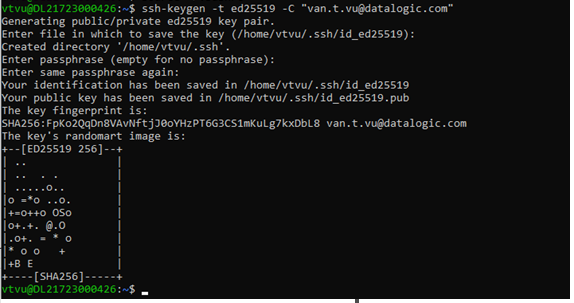 vtvu@DL21723000426:~$ ssh-keygen -t ed25519 -C "van.t.vu@datalogic.com"
Generating public/private ed25519 key pair.
Enter file in which to save the key (/home/vtvu/.ssh/id_ed25519):
Created directory '/home/vtvu/.ssh'.
Enter passphrase (empty for no passphrase):
Enter same passphrase again:
Your identification has been saved in /home/vtvu/.ssh/id_ed25519
Your public key has been saved in /home/vtvu/.ssh/id_ed25519.pub
The key fingerprint is:
SHA256:FpKo2QqDn8VAvNftjJ0oYHzPT6G3CS1mKuLg7kxDbL8 van.t.vu@datalogic.com
The key's randomart image is:
+--[ED25519 256]--+
| ..              |
| ..  . .         |
| .....o..        |
|o =*o ..o.       |
|+=o++o OSo       |
|o+.+. @.O        |
|.o+. = * o       |
|* o o   +        |
|+B E             |
+----[SHA256]-----+
vtvu@DL21723000426:~$